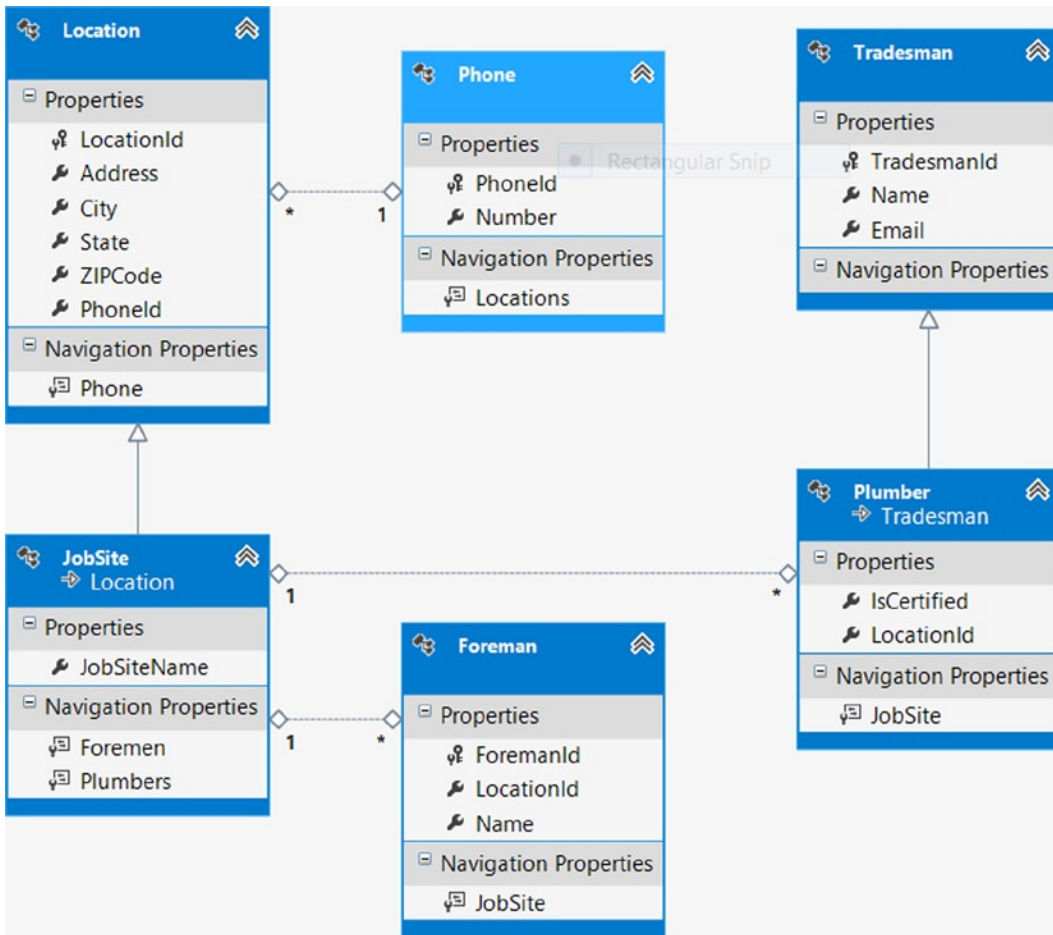 Location
Properties
LocationId
Address
City
State
ZIPCode
PhoneId
Navigation Properties
Phone
*
1
Phone
Properties
PhoneId
Number
Navigation Properties
Locations
Rectangular Snip
Tradesman
Properties
TradesmanId
Name
Email
Navigation Properties
JobSite
Location
Properties
JobSiteName
Navigation Properties
Foremen
Plumbers
1
*
1
*
Foreman
Properties
ForemanId
LocationId
Name
Navigation Properties
JobSite
Plumber
Tradesman
Properties
IsCertified
LocationId
Navigation Properties
JobSite